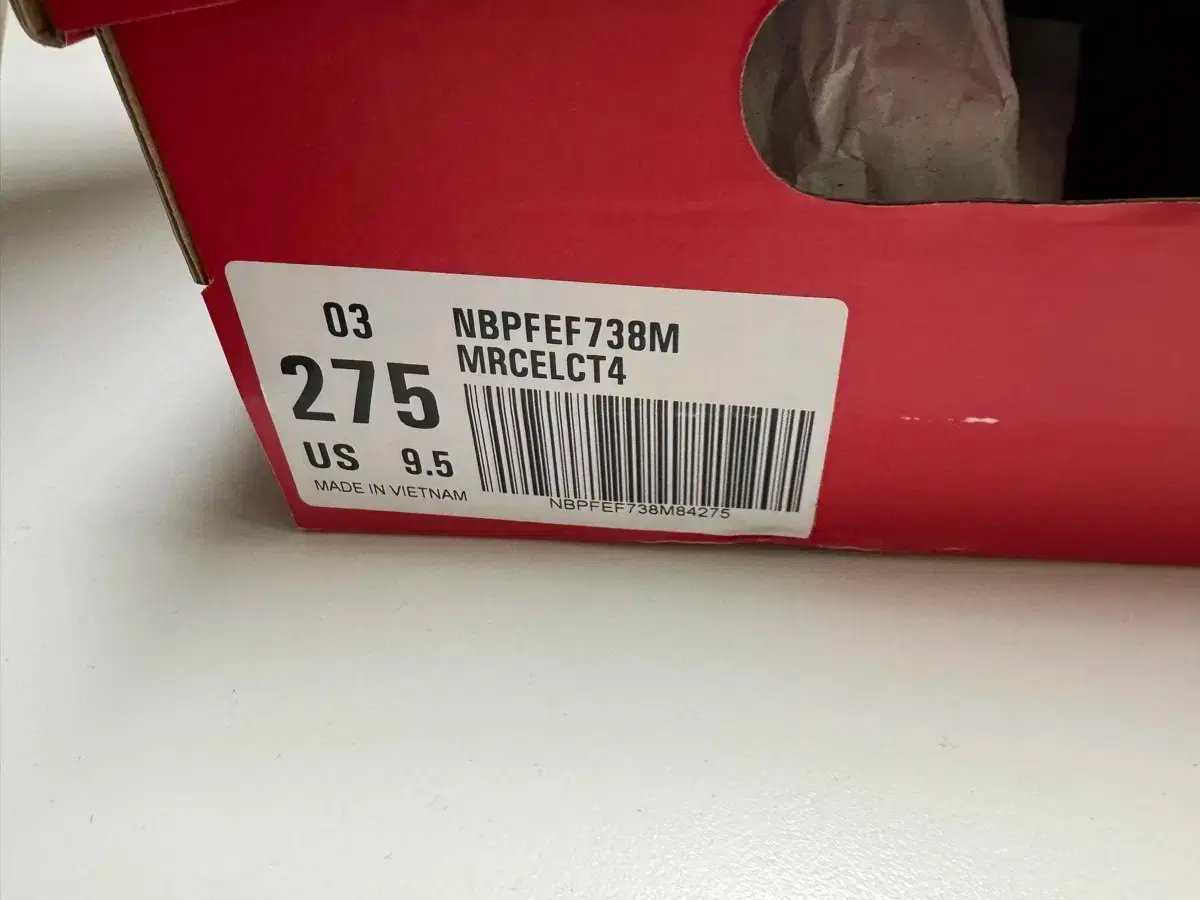 03
275
US 9.5
MADE IN VIETNAM
NBPFEF738M
MRCELCT4
NBPFEF738M84275